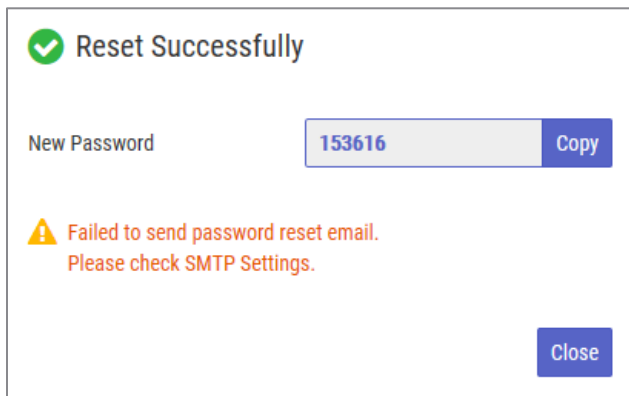 Reset Successfully
New Password 153616 Copy
Failed to send password reset email.
Please check SMTP Settings.
Close